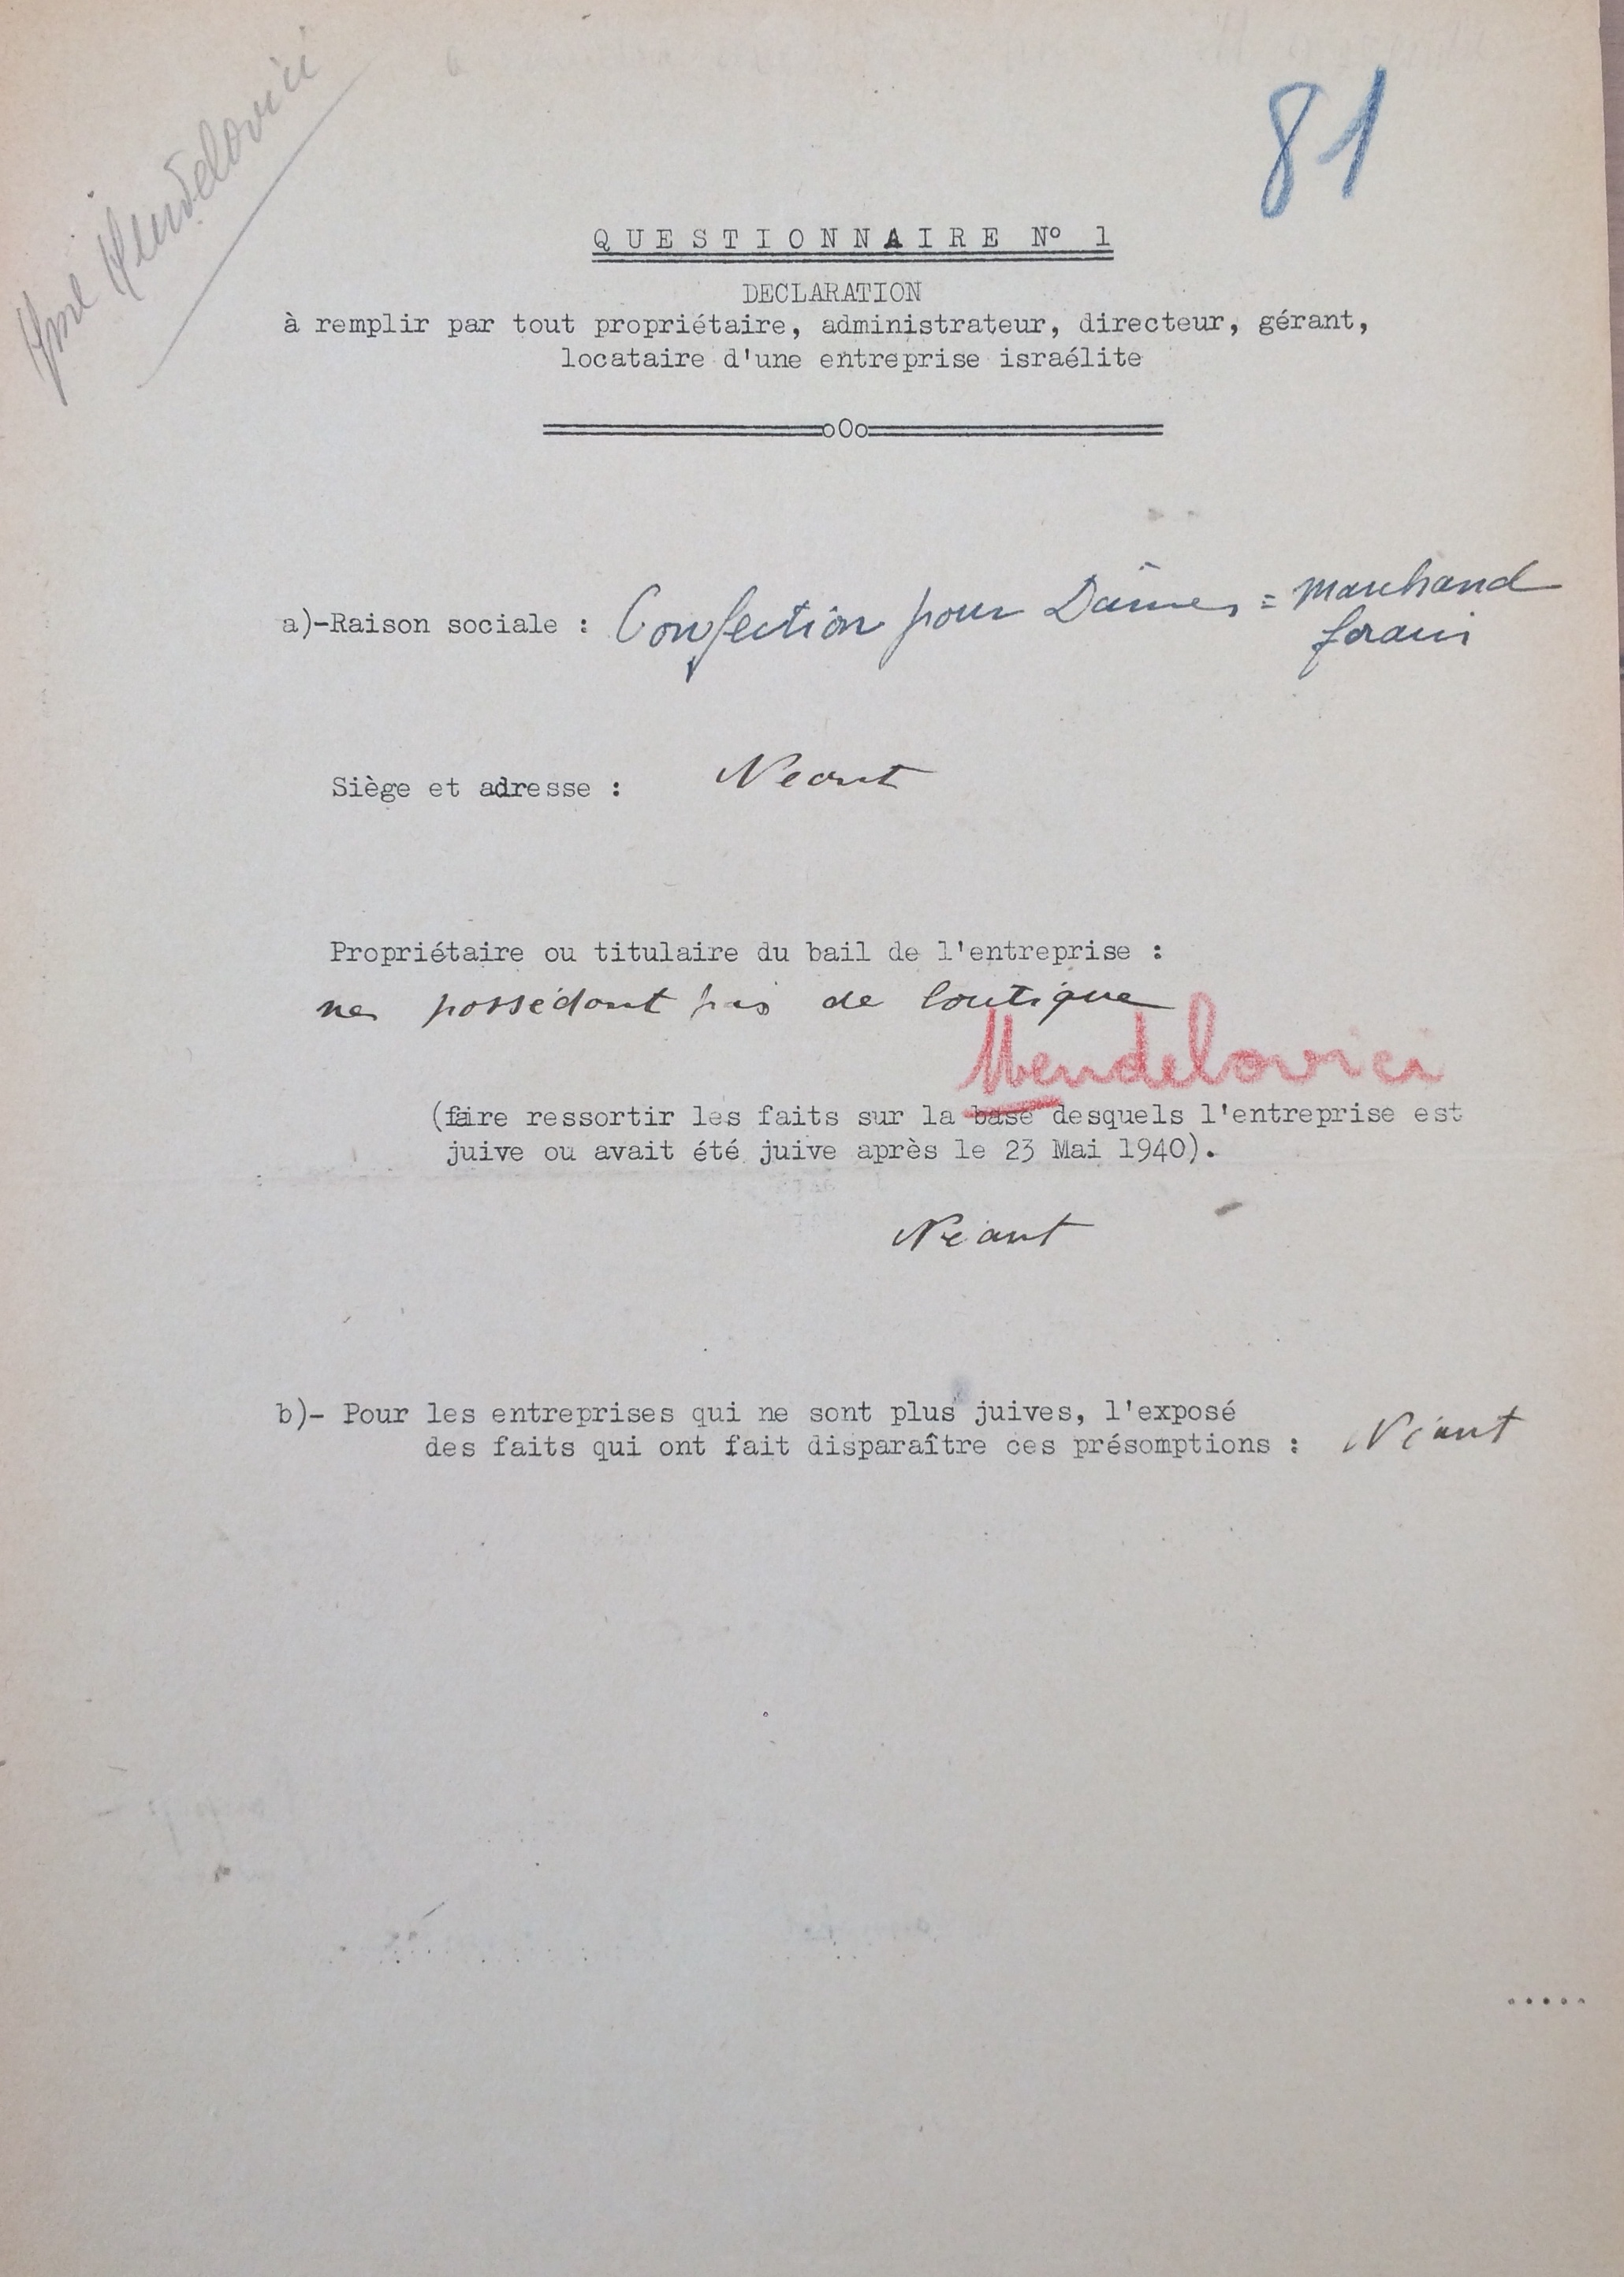 Mme Mendelovici
81
QUESTIONNAIRE No 1
DECLARATION
à remplir par tout propriétaire, administrateur, directeur, gérant,
locataire d'une entreprise israélite
oOo
a)-Raison sociale : Confection pour Dames = Marchand
forain
Siège et adresse : Neant
Propriétaire ou titulaire du bail de l'entreprise :
ne possédant pas de boutique
Mendelovici
(faire ressortir les faits sur la base desquels l'entreprise est
juive ou avait été juive après le 23 Mai 1940).
Néant
b)- Pour les entreprises qui ne sont plus juives, l'exposé
des faits qui ont fait disparaître ces présomptions : Néant
.....